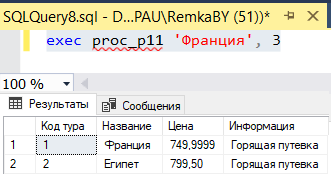 SQLQuery8.sql - D...PAU\RemkaBY (51))*
exec proc_p11 'Франция', 3
100 %
Результаты Сообщения
Код тура Название Цена Информация
1 1 Франция 749,9999 Горящая путевка
2 2 Египет 799,50 Горящая путевка